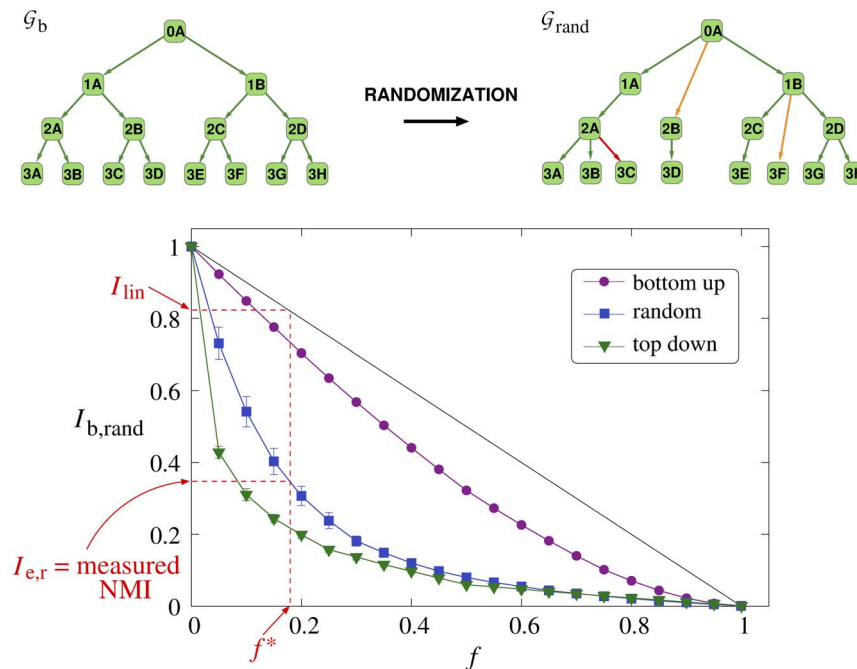 𝒢b 𝒢rand
0A 0A
1A 1B 1A 1B
RANDOMIZATION
2A 2B 2C 2D 2A 2B 2C 2D
3A 3B 3C 3D 3E 3F 3G 3H 3A 3B 3C 3D 3E 3F 3G 3H
1
Ilin
0.8
0.6
Ib,rand
0.4
0.2
Ie,r = measured
NMI
0
bottom up
random
top down
0 0.2 0.4 0.6 0.8 1
f* f